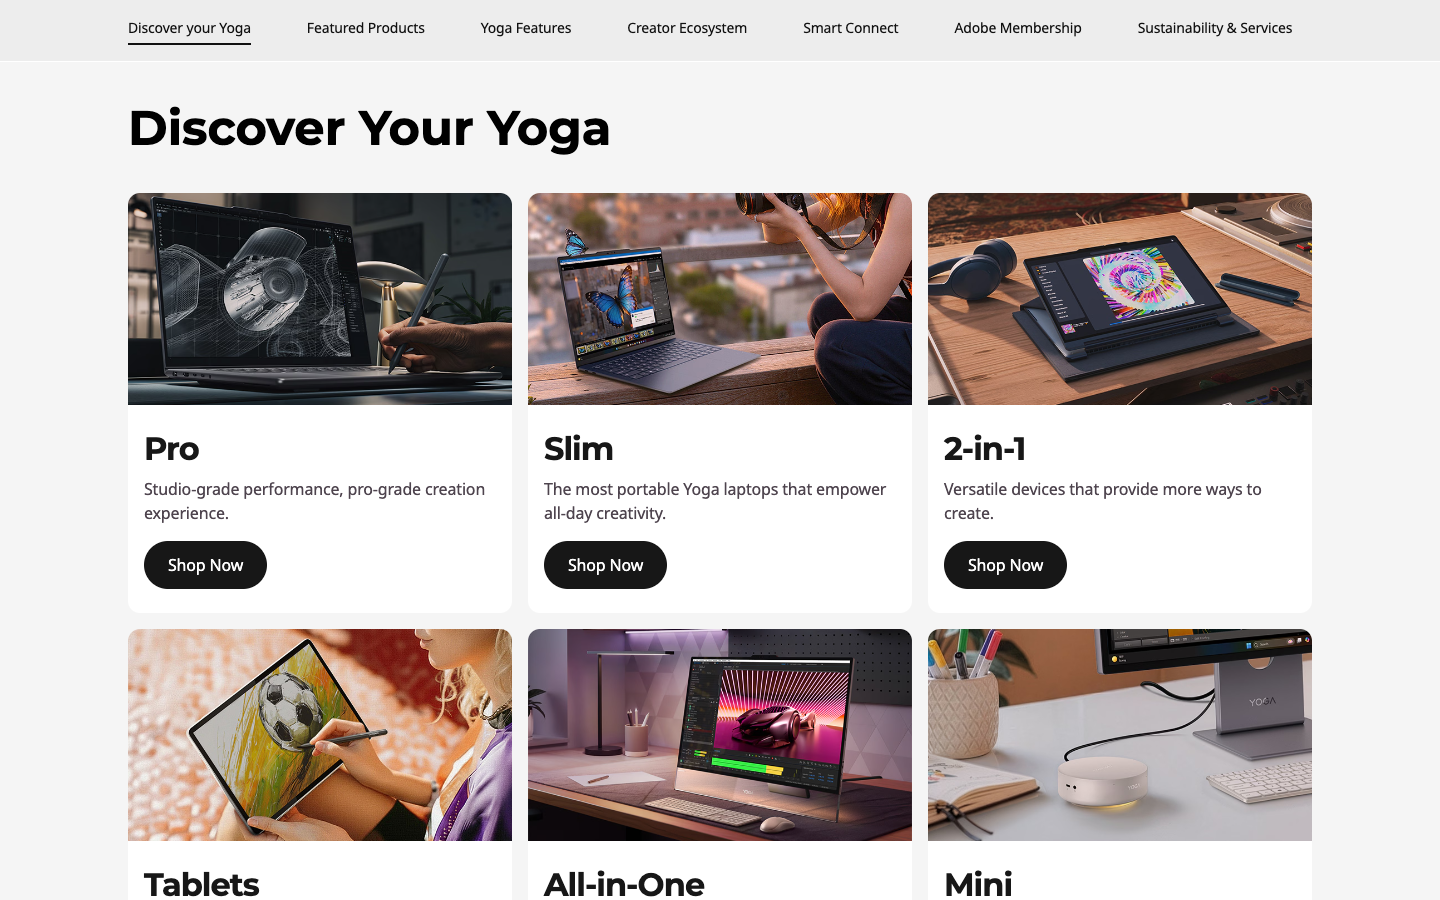 Discover your Yoga
Featured Products
Yoga Features
Creator Ecosystem
Smart Connect
Adobe Membership
Sustainability & Services
Discover Your Yoga
Pro
Studio-grade performance, pro-grade creation
experience.
Shop Now
Slim
The most portable Yoga laptops that empower
all-day creativity.
Shop Now
2-in-1
Versatile devices that provide more ways to
create.
Shop Now
YOGA
Tablets
All-in-One
Mini